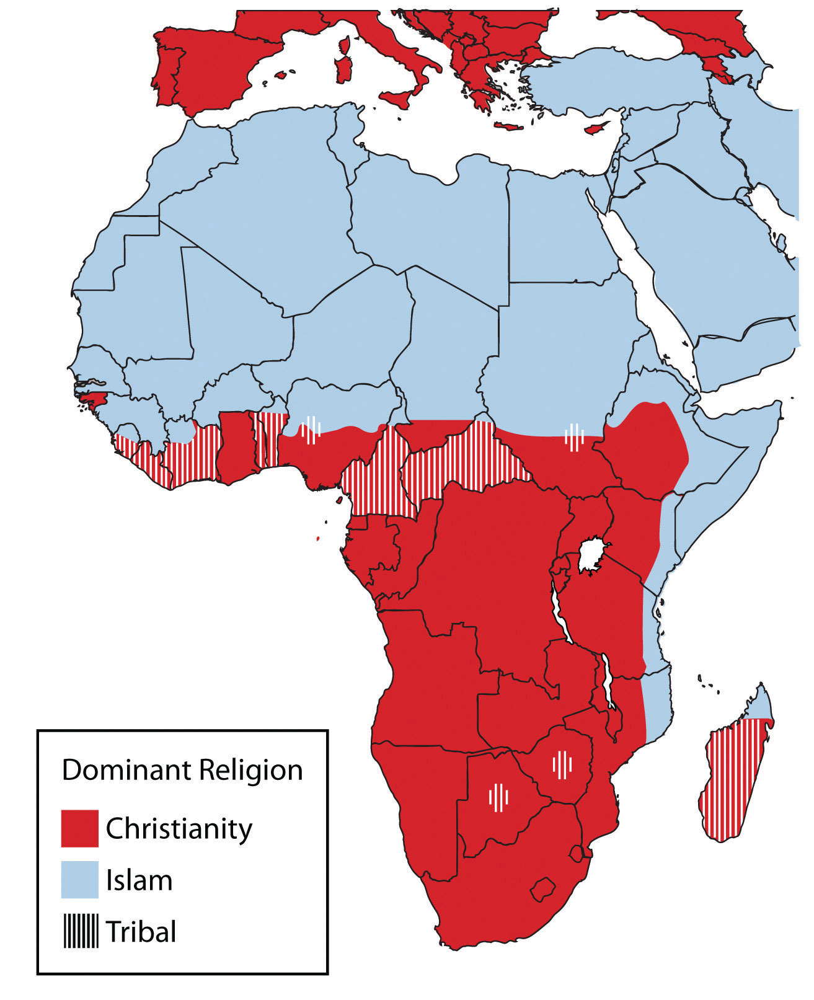 Dominant Religion
Christianity
Islam
Tribal